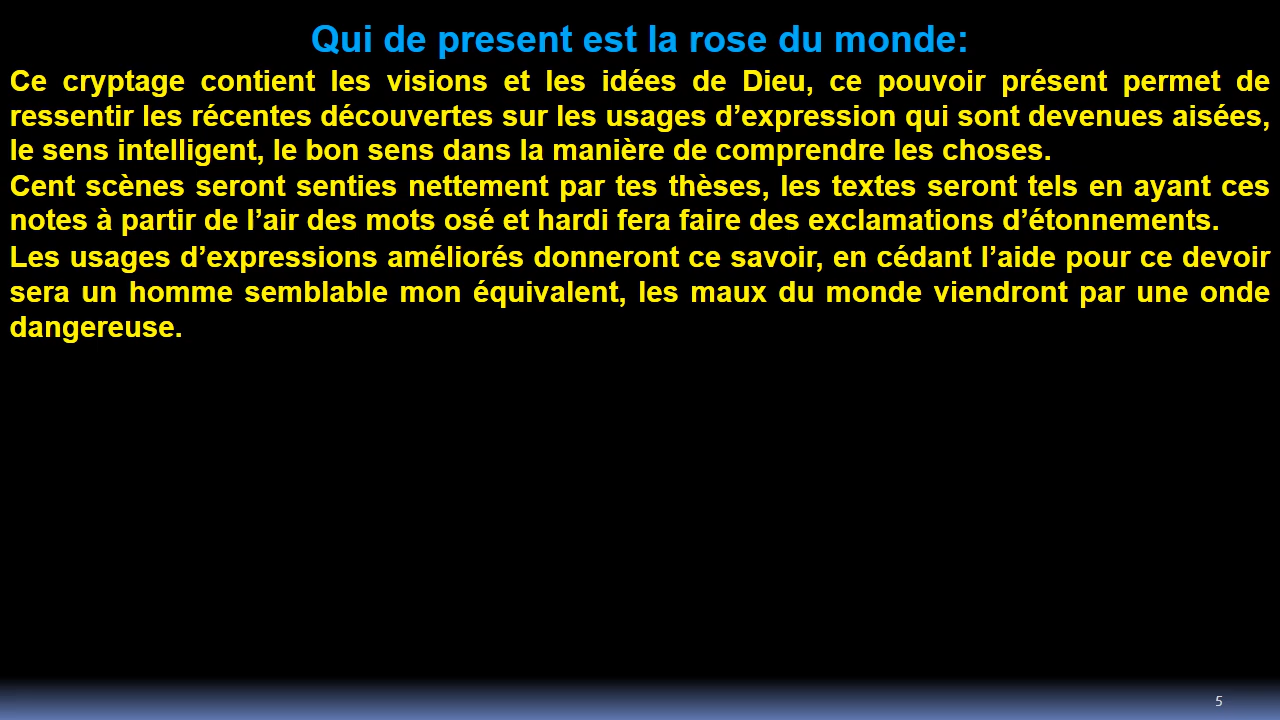 Qui de present est la rose du monde:
Ce cryptage contient les visions et les idées de Dieu, ce pouvoir présent permet de
ressentir les récentes découvertes sur les usages d’expression qui sont devenues aisées,
le sens intelligent, le bon sens dans la manière de comprendre les choses.
Cent scènes seront senties nettement par tes thèses, les textes seront tels en ayant ces
notes à partir de l’air des mots osé et hardi fera faire des exclamations d’étonnements.
Les usages d’expressions améliorés donneront ce savoir, en cédant l’aide pour ce devoir
sera un homme semblable mon équivalent, les maux du monde viendront par une onde
dangereuse.
5